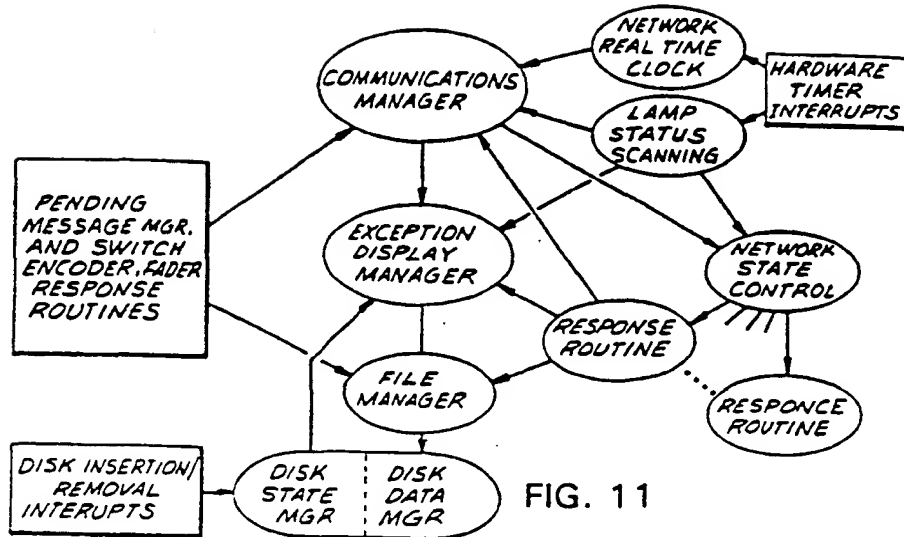 NETWORK
REAL TIME
CLOCK
HARDWARE
TIMER
INTERRUPTS
COMMUNICATIONS
MANAGER
LAMP
STATUS
SCANNING
PENDING
MESSAGE MGR.
AND SWITCH
ENCODER, FADER
RESPONSE
ROUTINES
EXCEPTION
DISPLAY
MANAGER
NETWORK
STATE
CONTROL
RESPONSE
ROUTINE
FILE
MANAGER
RESPONCE
ROUTINE
DISK INSERTION/
REMOVAL
INTERUPTS
DISK
STATE
MGR
DISK
DATA
MGR
FIG. 11